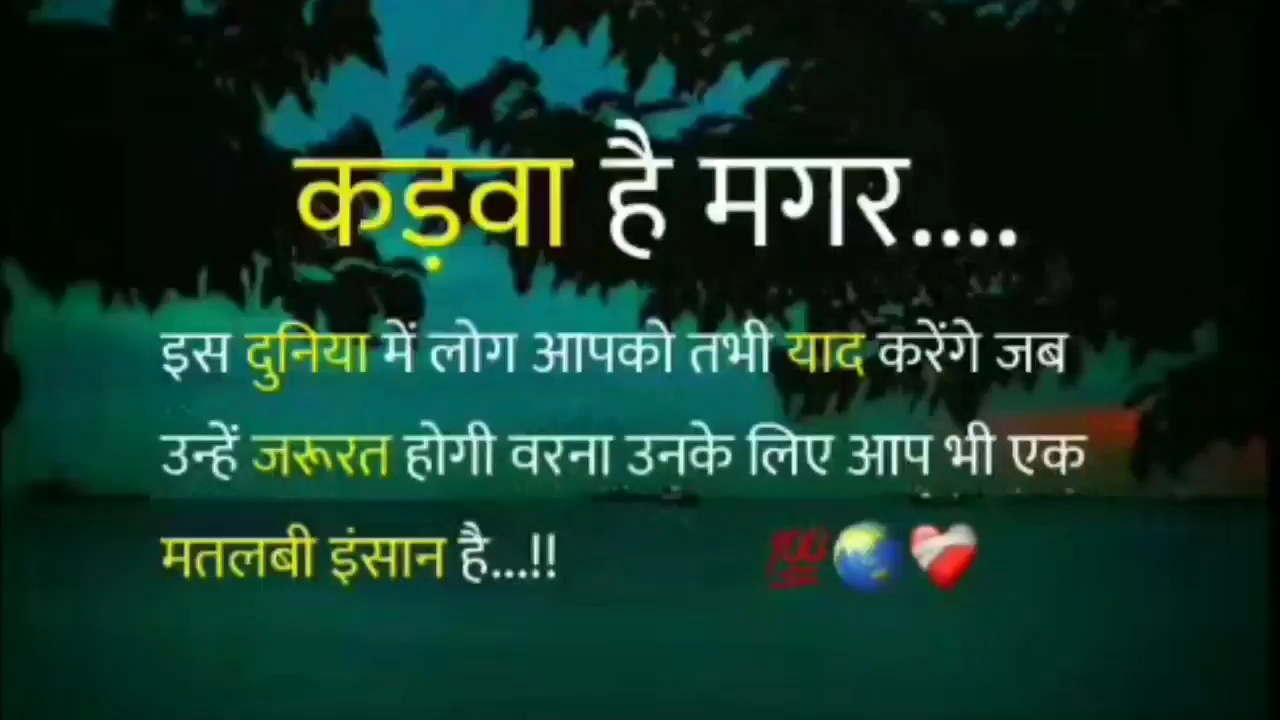 कड़वा है मगर....
इस दुनिया में लोग आपको तभी याद करेंगे जब
उन्हें जरूरत होगी वरना उनके लिए आप भी एक
मतलबी इंसान है...!! 💯🌏❤️‍🩹